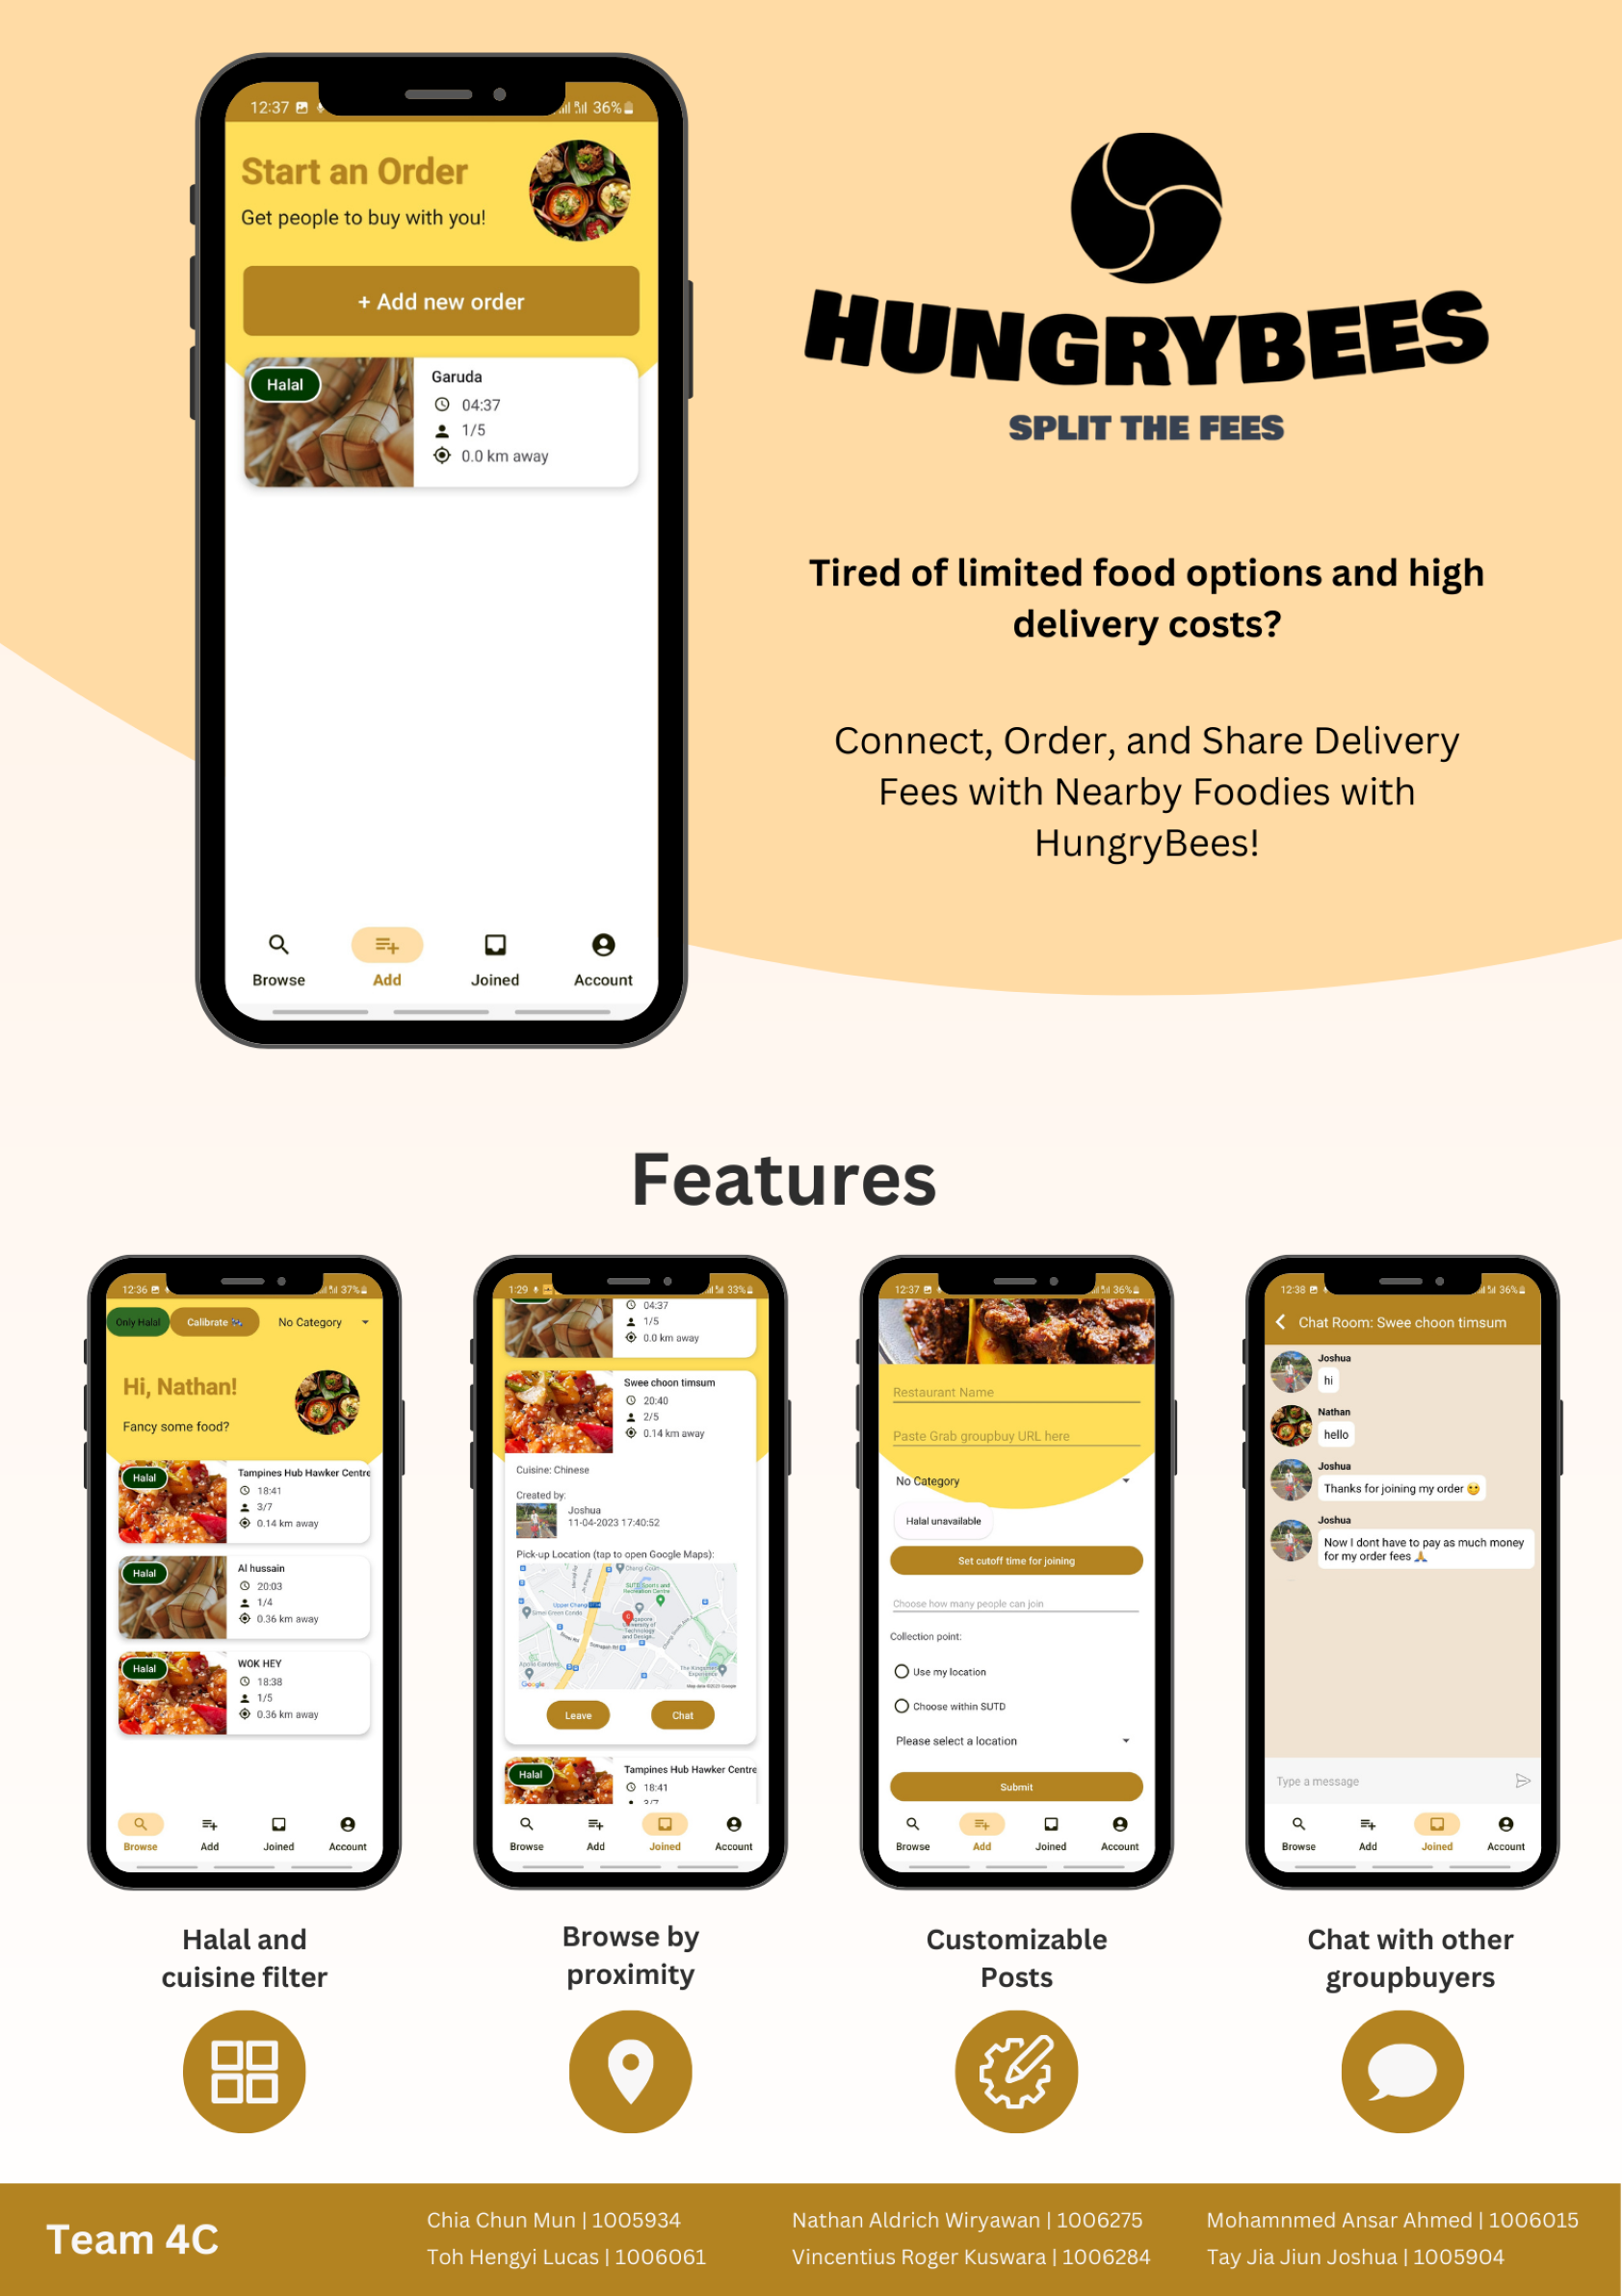 12:37 36%
Start an Order
Get people to buy with you!
+ Add new order
Halal
Garuda
04:37
1/5
0.0 km away
Browse Add Joined Account
HUNGRYBEES
SPLIT THE FEES
Tired of limited food options and high
delivery costs?
Connect, Order, and Share Delivery
Fees with Nearby Foodies with
HungryBees!
Features
12:36 37%
Only Halal Calibrate No Category
Hi, Nathan!
Fancy some food?
Halal
Tampines Hub Hawker Centre
18:41
3/7
0.14 km away
Halal
Al hussain
20:03
1/4
0.36 km away
Halal
WOK HEY
18:38
1/5
0.36 km away
Browse Add Joined Account
Halal and
cuisine filter
1:29 33%
04:37
1/5
0.0 km away
Swee choon timsum
20:40
2/5
0.14 km away
Cuisine: Chinese
Created by:
Joshua
11-04-2023 17:40:52
Pick-up Location (tap to open Google Maps):
Google
Leave Chat
Halal
Tampines Hub Hawker Centre
18:41
3/7
Browse Add Joined Account
Browse by
proximity
12:37 36%
Restaurant Name
Paste Grab groupbuy URL here
No Category
Halal unavailable
Set cutoff time for joining
Choose how many people can join
Collection point:
Use my location
Choose within SUTD
Please select a location
Submit
Browse Add Joined Account
Customizable
Posts
12:38 36%
Chat Room: Swee choon timsum
Joshua
hi
Nathan
hello
Joshua
Thanks for joining my order 😋
Joshua
Now I dont have to pay as much money
for my order fees 🙏
Type a message
Browse Add Joined Account
Chat with other
groupbuyers
Team 4C
Chia Chun Mun | 1005934
Toh Hengyi Lucas | 1006061
Nathan Aldrich Wiryawan | 1006275
Vincentius Roger Kuswara | 1006284
Mohamnmed Ansar Ahmed | 1006015
Tay Jia Jiun Joshua | 1005904